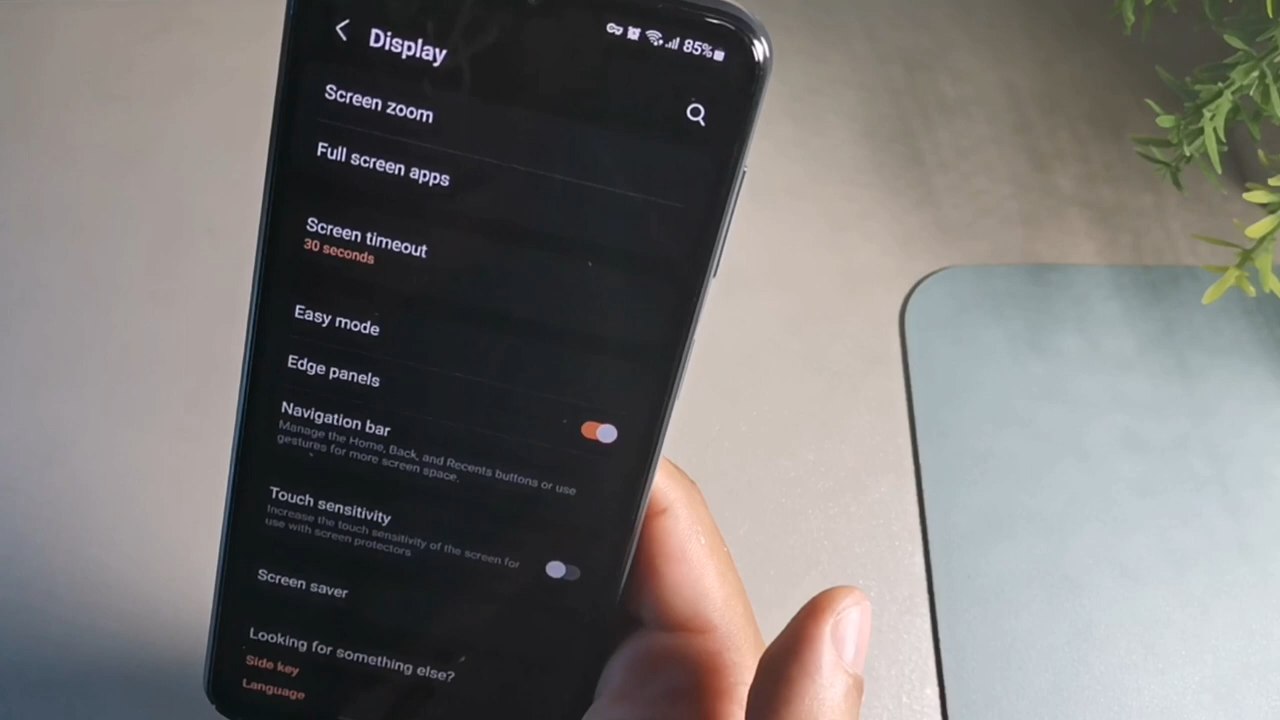 Display
85%
Screen zoom
Full screen apps
Screen timeout
30 seconds
Easy mode
Edge panels
Navigation bar
Manage the Home, Back, and Recents buttons or use
gestures for more screen space.
Touch sensitivity
Increase the touch sensitivity of the screen for
use with screen protectors
Screen saver
Looking for something else?
Side key
Language